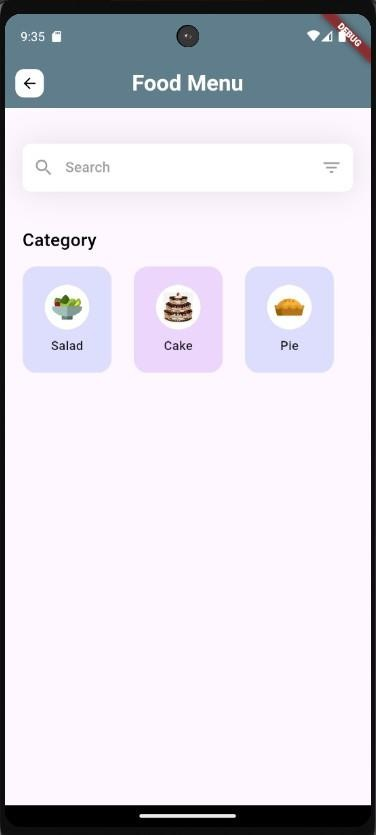 9:35
DEBUG
Food Menu
Search
Category
Salad
Cake
Pie